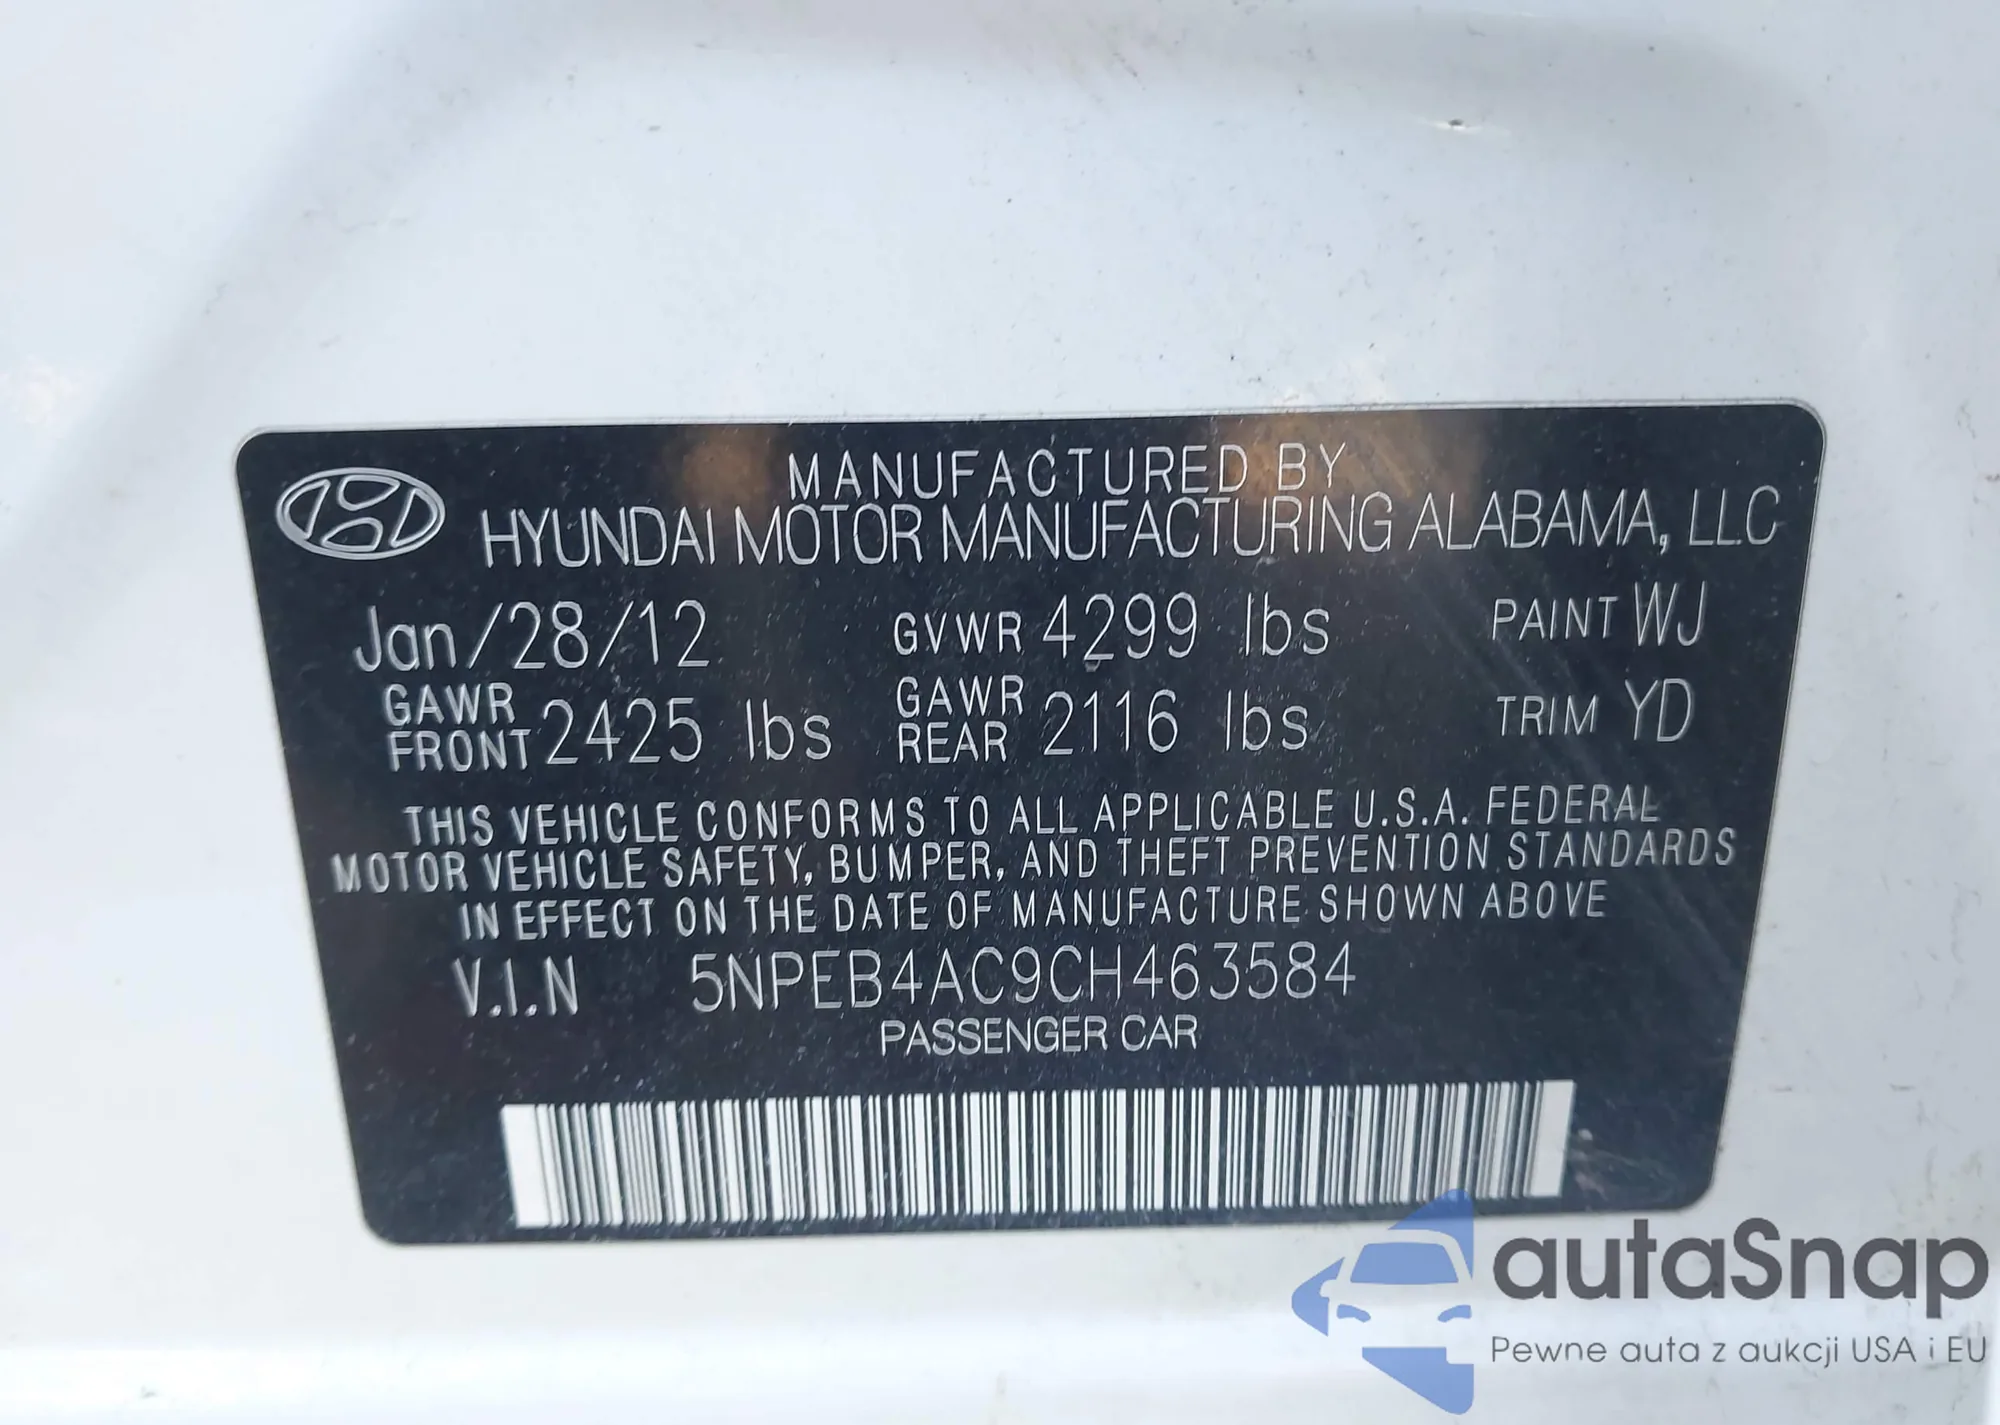 MANUFACTURED BY
HYUNDAI MOTOR MANUFACTURING ALABAMA, LLC
Jan/28/12 GVWR 4299 lbs PAINT WJ
GAWR FRONT 2425 lbs GAWR REAR 2116 lbs TRIM YD
THIS VEHICLE CONFORMS TO ALL APPLICABLE U.S.A. FEDERAL
MOTOR VEHICLE SAFETY, BUMPER, AND THEFT PREVENTION STANDARDS
IN EFFECT ON THE DATE OF MANUFACTURE SHOWN ABOVE
V.I.N 5NPEB4AC9CH463584
PASSENGER CAR
autaSnap
Pewne auta z aukcji USA i EU